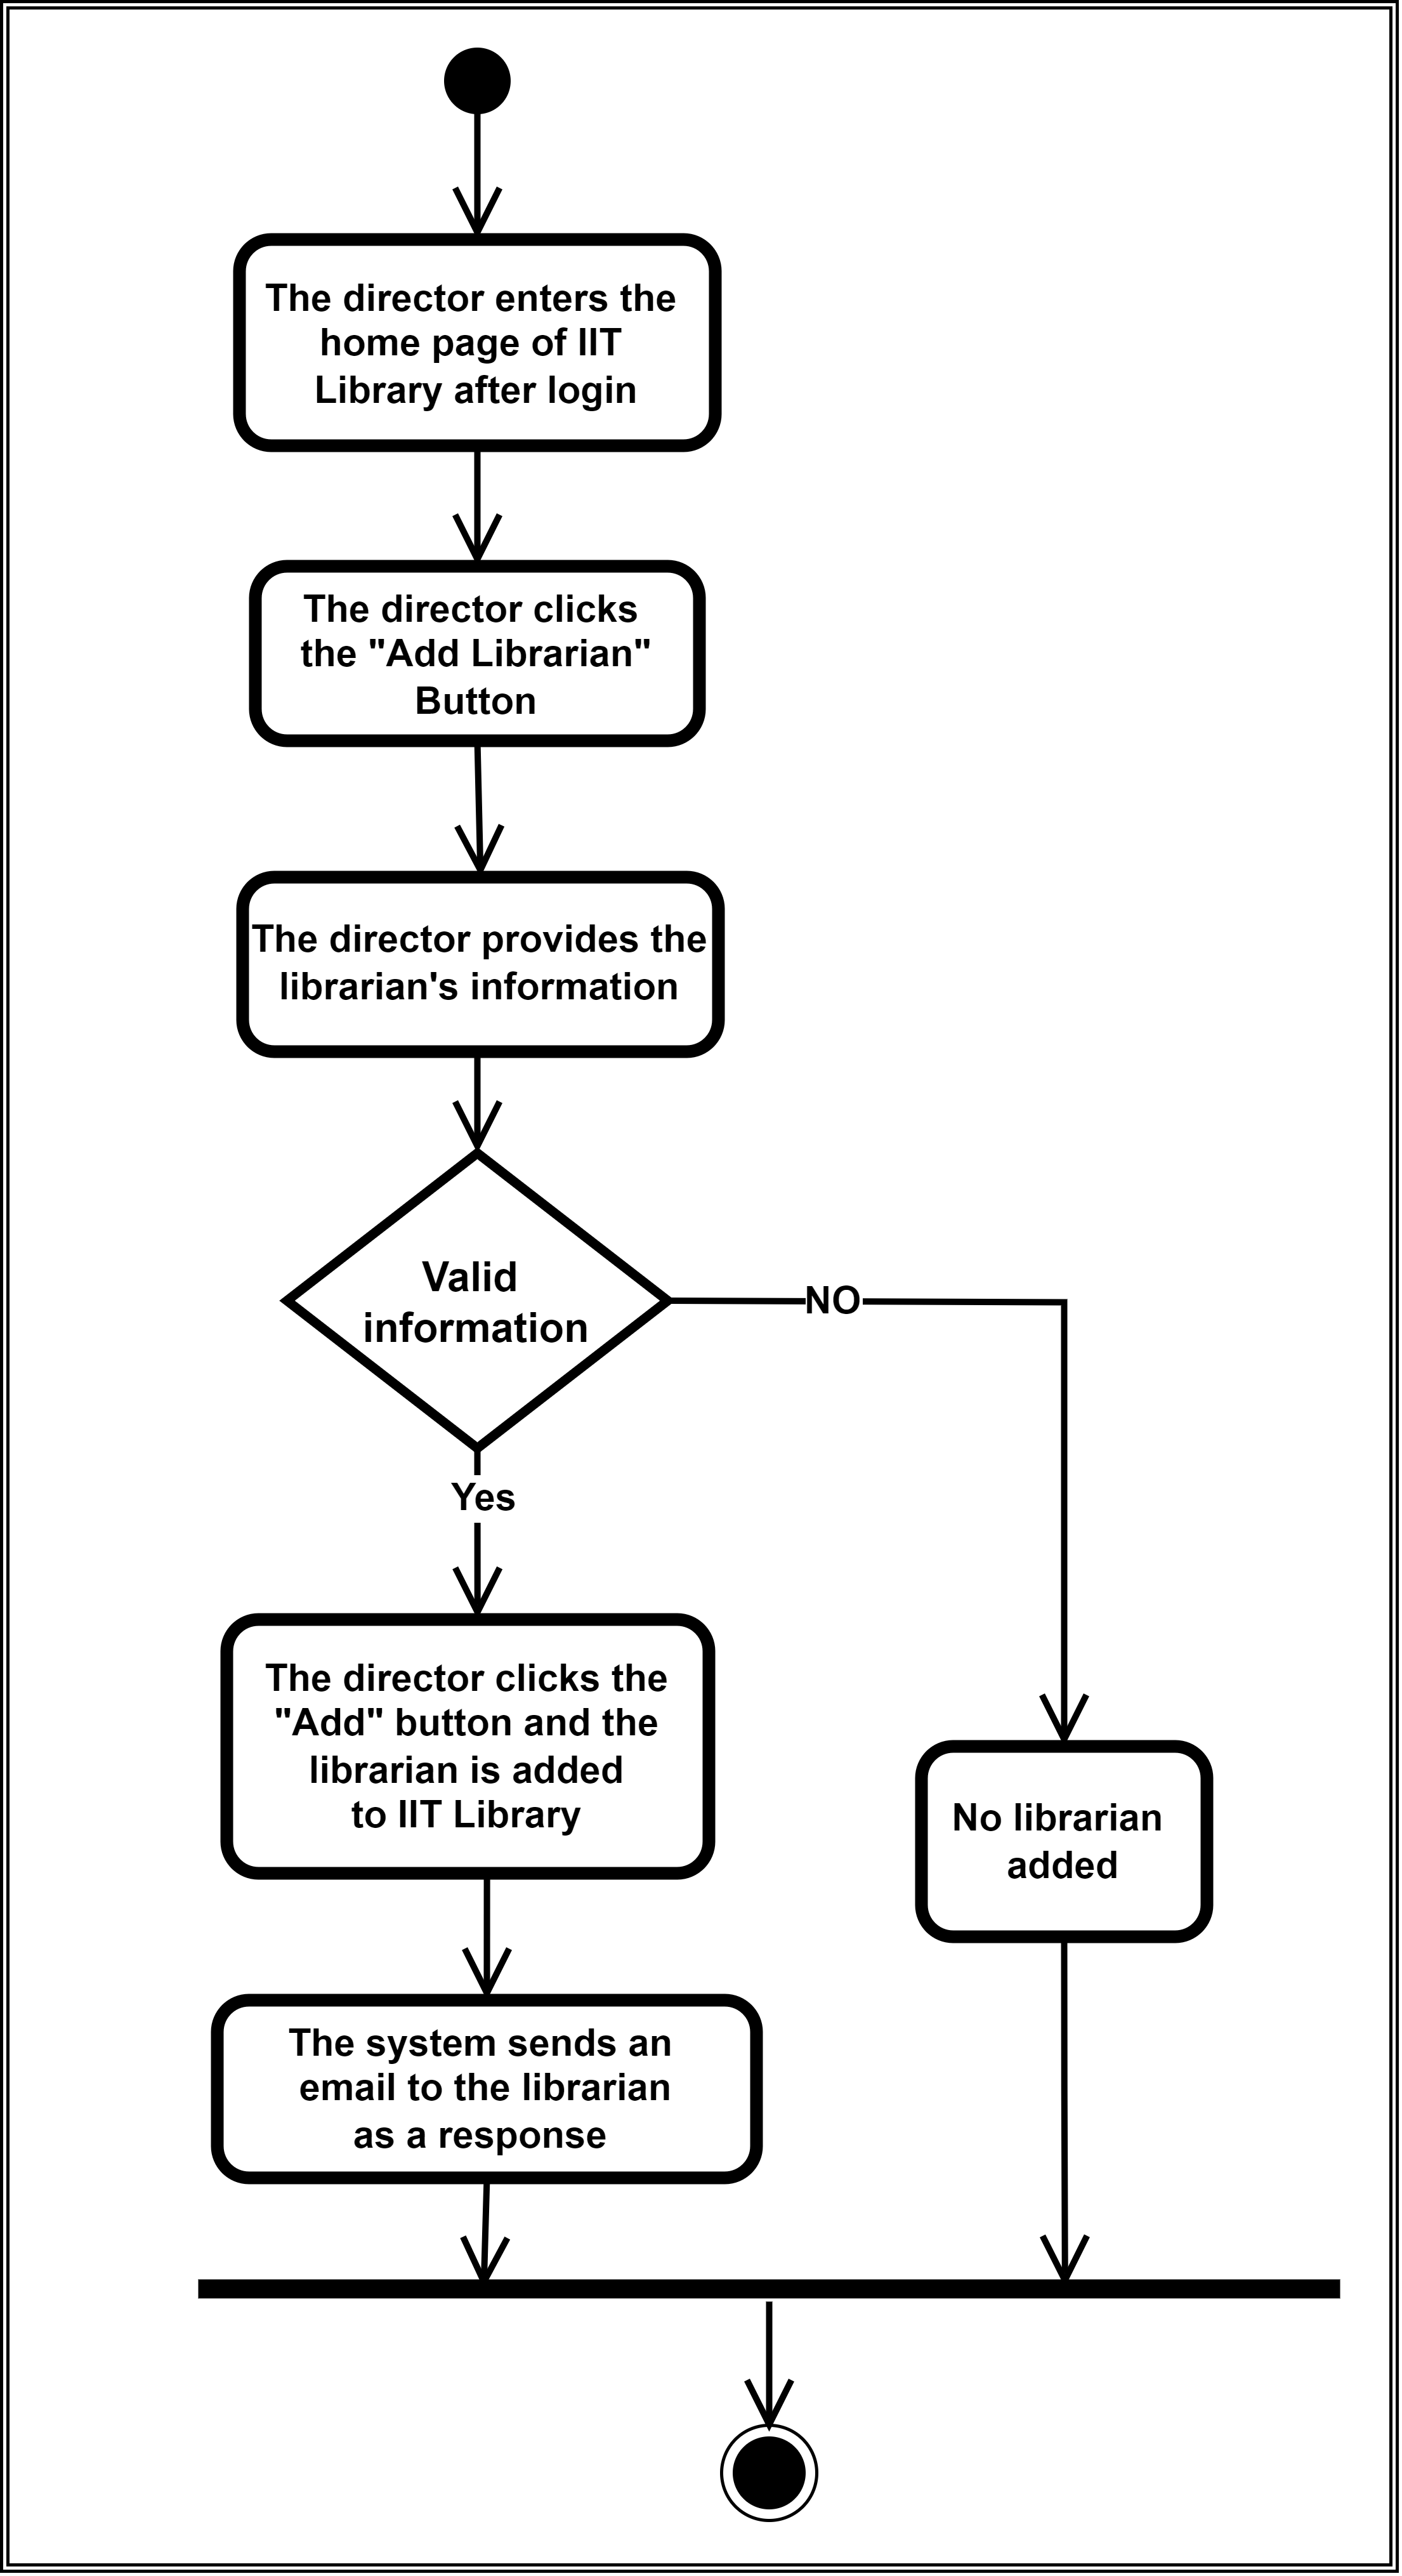 The director enters the
home page of IIT
Library after login
The director clicks
the "Add Librarian"
Button
The director provides the
librarian's information
Valid
information
NO
Yes
The director clicks the
"Add" button and the
librarian is added
to IIT Library
No librarian
added
The system sends an
email to the librarian
as a response